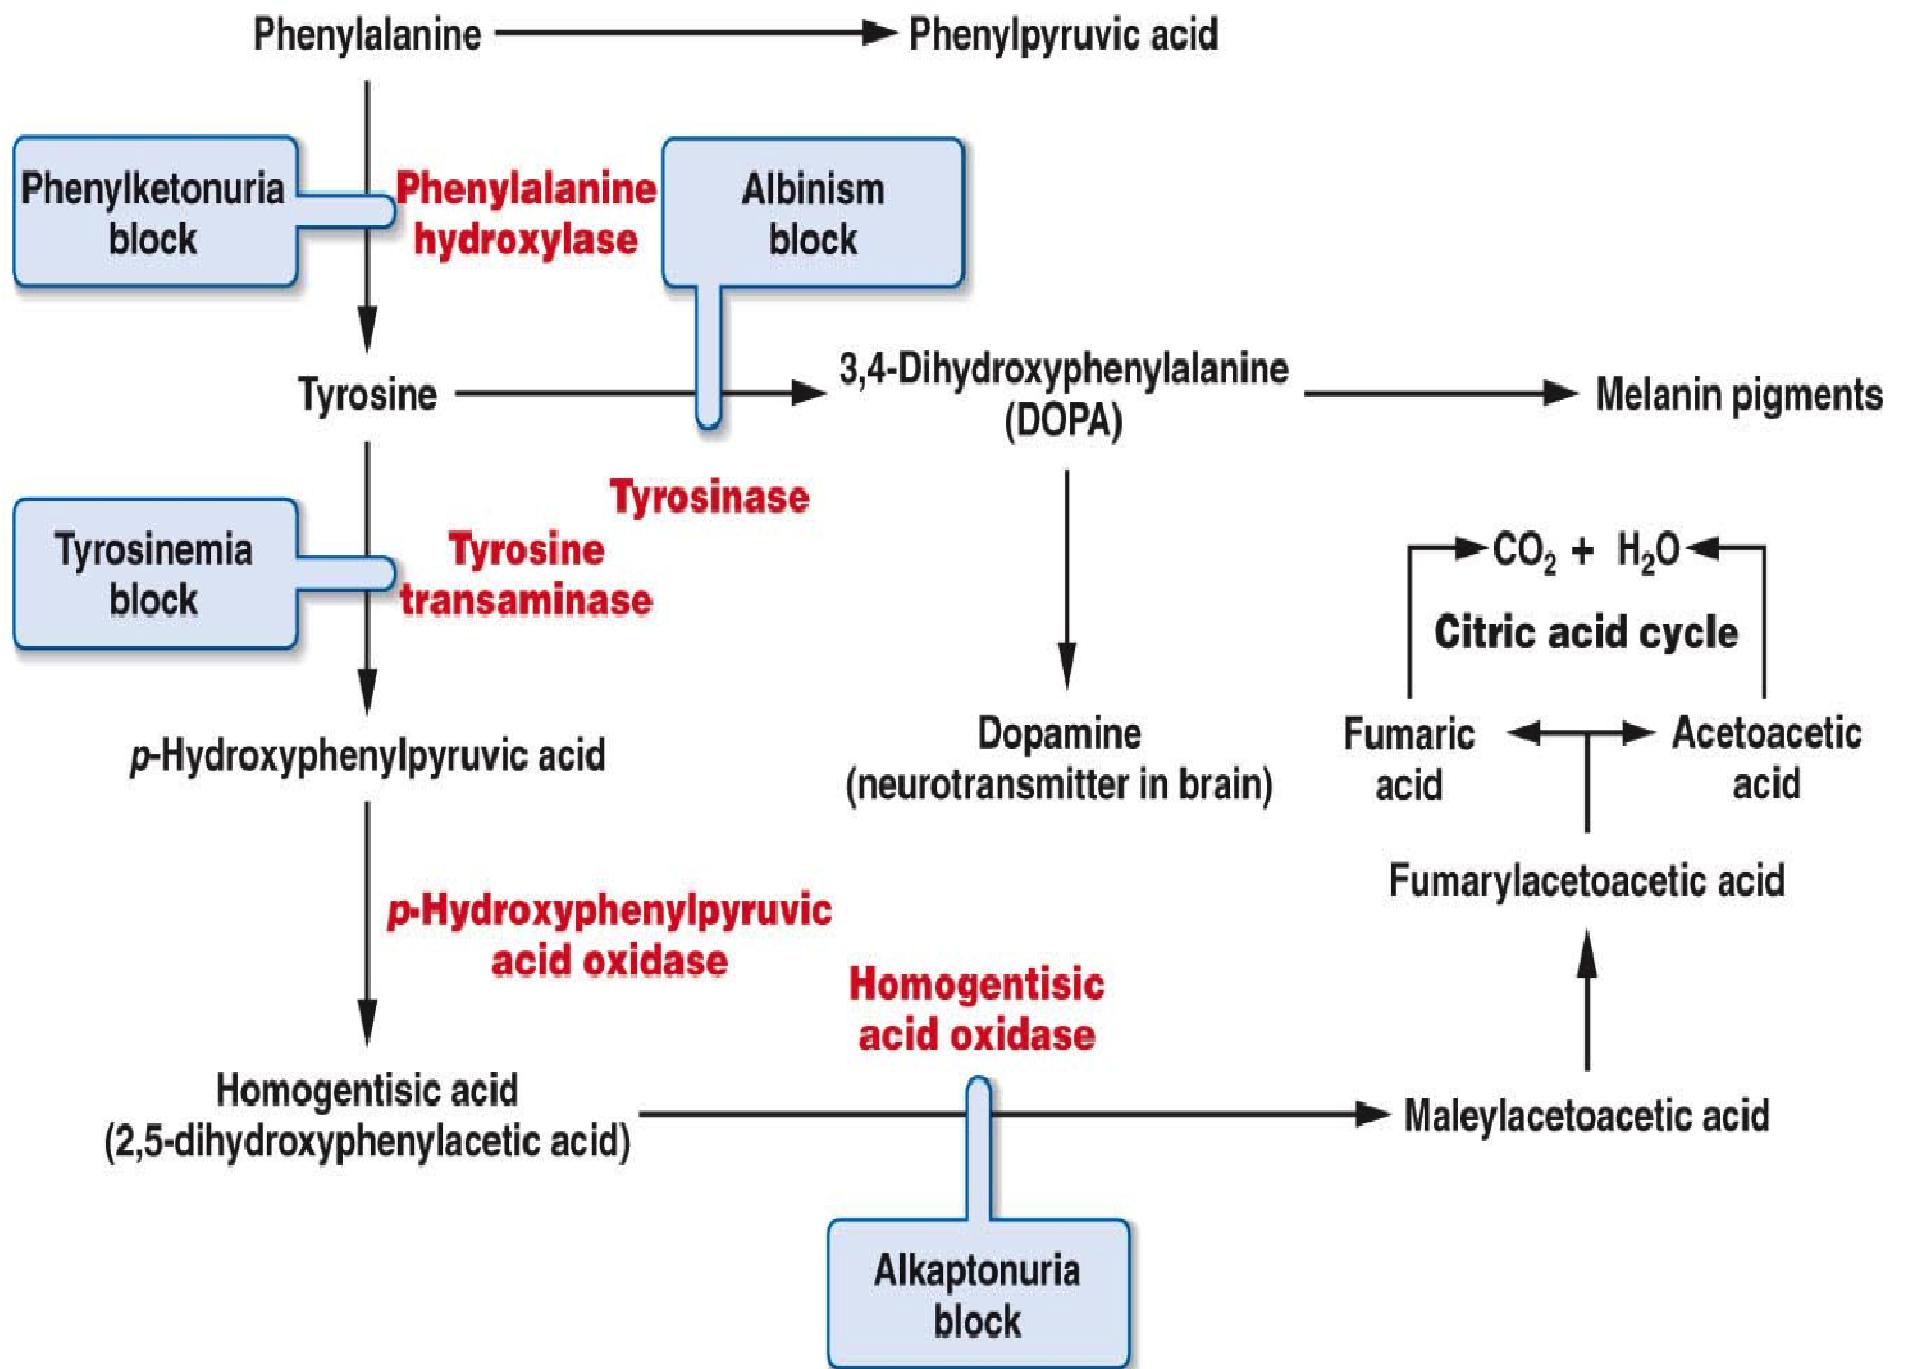 Phenylalanine
Phenylpyruvic acid
Phenylketonuria
block
Phenylalanine
hydroxylase
Albinism
block
Tyrosine
3,4-Dihydroxyphenylalanine
(DOPA)
Melanin pigments
Tyrosinase
Tyrosinemia
block
Tyrosine
transaminase
CO₂ + H₂O
Citric acid cycle
p-Hydroxyphenylpyruvic acid
Dopamine
(neurotransmitter in brain)
Fumaric
acid
Acetoacetic
acid
Fumarylacetoacetic acid
p-Hydroxyphenylpyruvic
acid oxidase
Homogentisic
acid oxidase
Homogentisic acid
(2,5-dihydroxyphenylacetic acid)
Maleylacetoacetic acid
Alkaptonuria
block